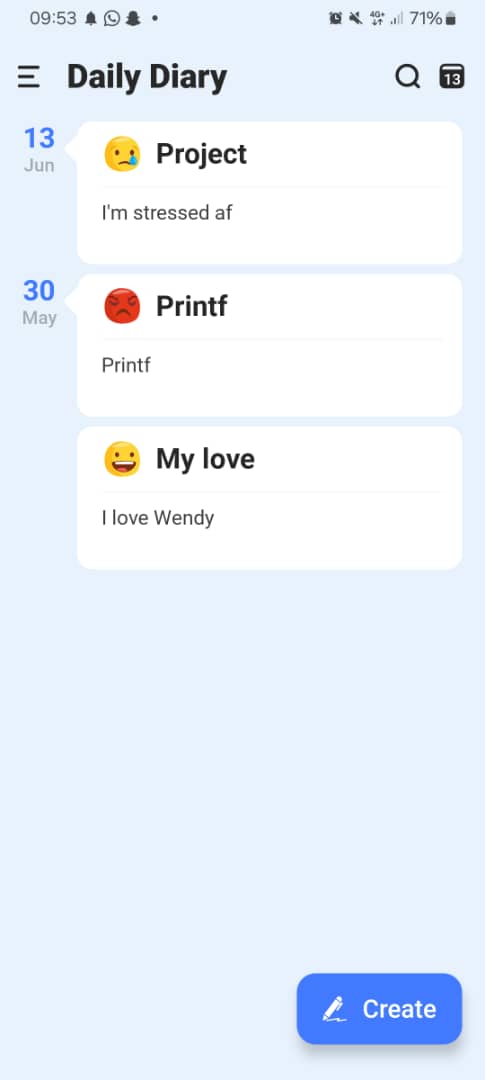 09:53
4G+
71%
Daily Diary
13
13
Jun
Project
I'm stressed af
30
May
Printf
Printf
My love
I love Wendy
Create